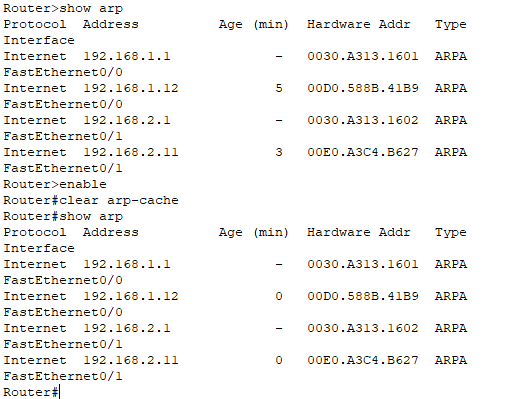 Router>show arp
Protocol  Address          Age (min)  Hardware Addr   Type
Interface
Internet  192.168.1.1             -   0030.A313.1601  ARPA
FastEthernet0/0
Internet  192.168.1.12            5   00D0.588B.41B9  ARPA
FastEthernet0/0
Internet  192.168.2.1             -   0030.A313.1602  ARPA
FastEthernet0/1
Internet  192.168.2.11            3   00E0.A3C4.B627  ARPA
FastEthernet0/1
Router>enable
Router#clear arp-cache
Router#show arp
Protocol  Address          Age (min)  Hardware Addr   Type
Interface
Internet  192.168.1.1             -   0030.A313.1601  ARPA
FastEthernet0/0
Internet  192.168.1.12            0   00D0.588B.41B9  ARPA
FastEthernet0/0
Internet  192.168.2.1             -   0030.A313.1602  ARPA
FastEthernet0/1
Internet  192.168.2.11            0   00E0.A3C4.B627  ARPA
FastEthernet0/1
Router#